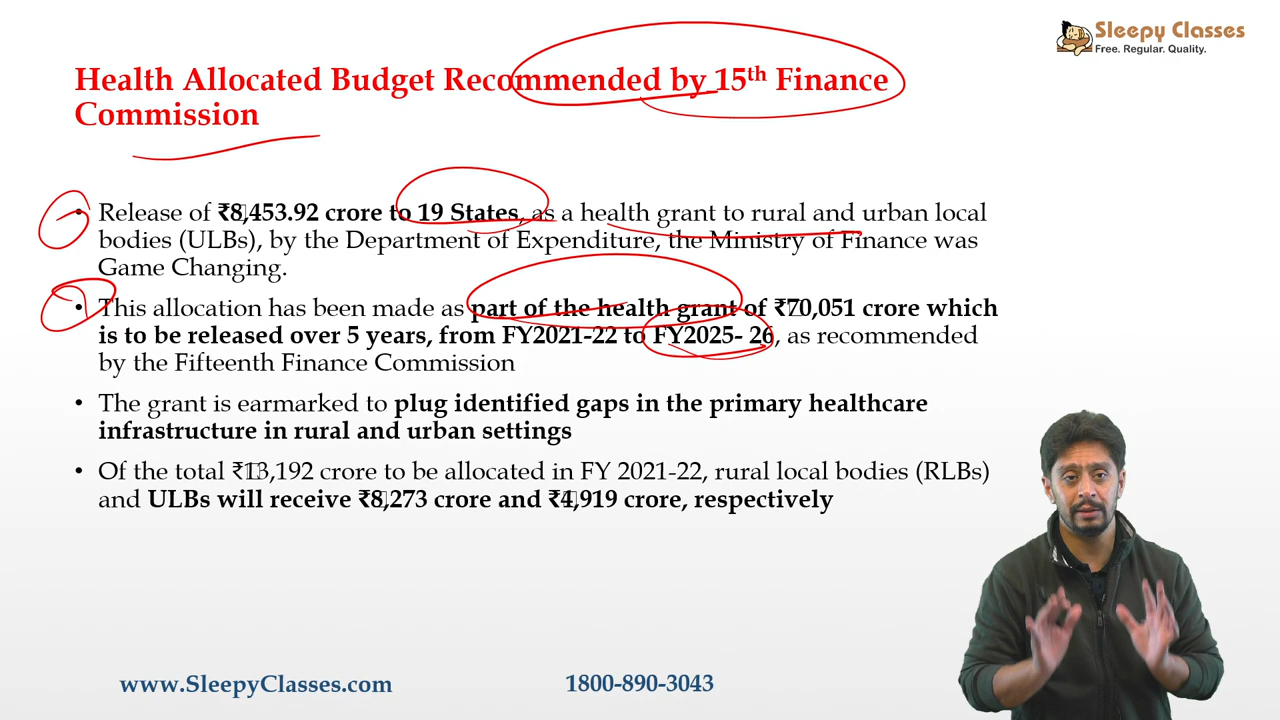 Sleepy Classes
Free. Regular. Quality.
Health Allocated Budget Recommended by 15th Finance
Commission
• Release of ₹8,453.92 crore to 19 States, as a health grant to rural and urban local
bodies (ULBs), by the Department of Expenditure, the Ministry of Finance was
Game Changing.
• This allocation has been made as part of the health grant of ₹70,051 crore which
is to be released over 5 years, from FY2021-22 to FY2025- 26, as recommended
by the Fifteenth Finance Commission
• The grant is earmarked to plug identified gaps in the primary healthcare
infrastructure in rural and urban settings
• Of the total ₹13,192 crore to be allocated in FY 2021-22, rural local bodies (RLBs)
and ULBs will receive ₹8,273 crore and ₹4,919 crore, respectively
www.SleepyClasses.com
1800-890-3043